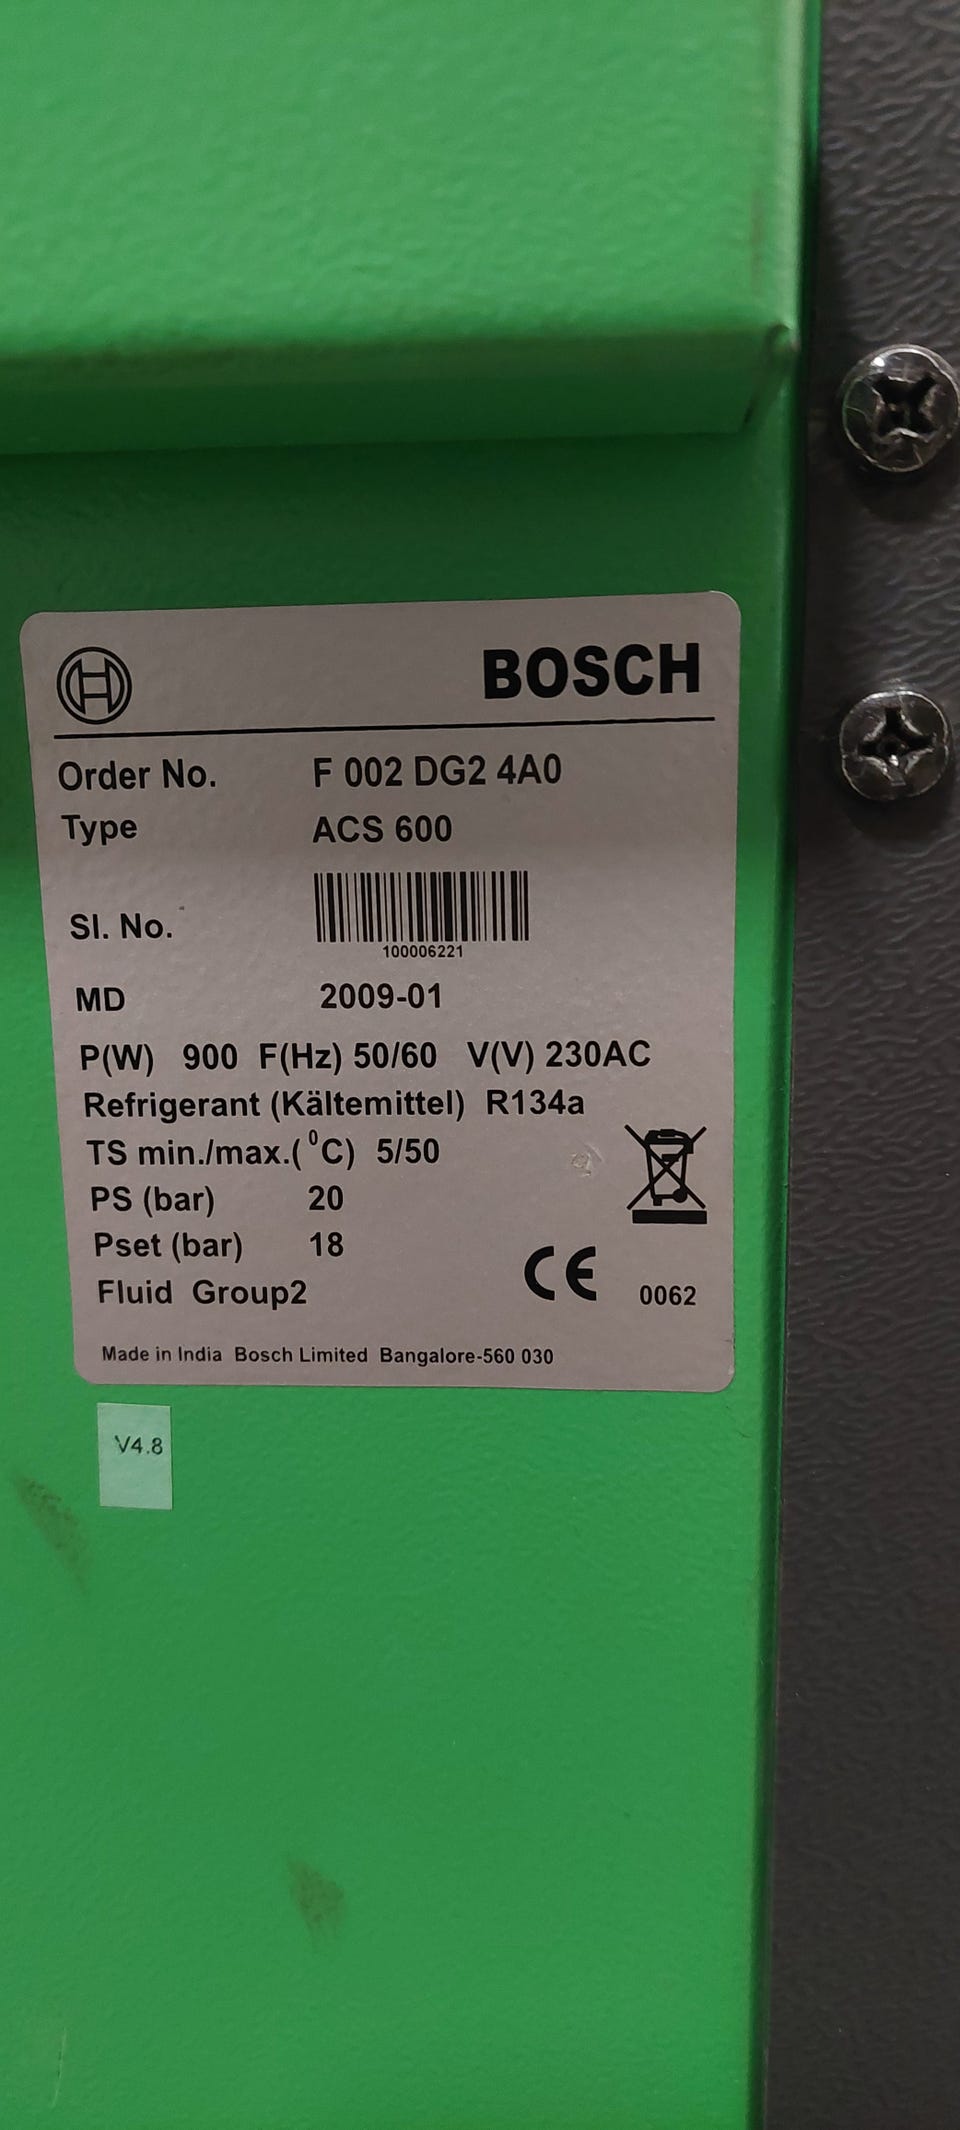 BOSCH
Order No. F 002 DG2 4A0
Type ACS 600
Sl. No.
100006221
MD 2009-01
P(W) 900 F(Hz) 50/60 V(V) 230AC
Refrigerant (Kältemittel) R134a
TS min./max.(⁰C) 5/50
PS (bar) 20
Pset (bar) 18
Fluid Group2
CE 0062
Made in India Bosch Limited Bangalore-560 030
V4.8